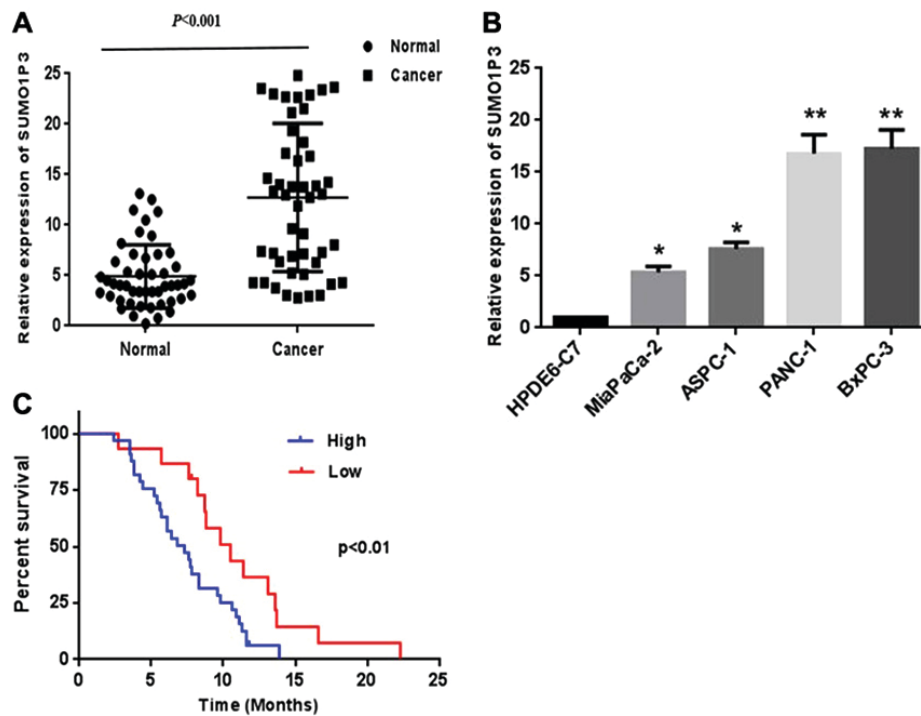 A
P<0.001
Normal
Cancer
Relative expression of SUMO1P3
25
20
15
10
5
0
Normal Cancer
B
Relative expression of SUMO1P3
25
20
15
10
5
0
* * ** **
HPDE6-C7 MiaPaCa-2 ASPC-1 PANC-1 BxPC-3
C
Percent survival
100
75
50
25
0
High
Low
p<0.01
0 5 10 15 20 25
Time (Months)